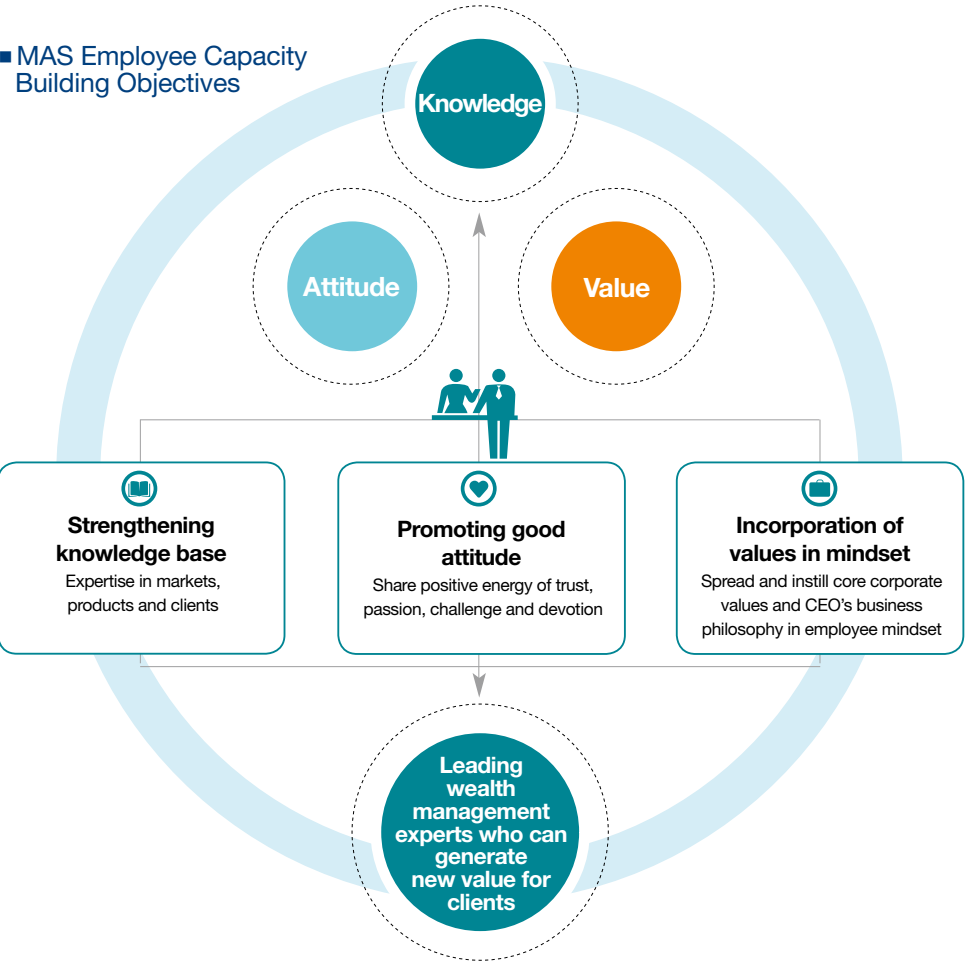 MAS Employee Capacity
Building Objectives
Knowledge
Attitude
Value
Strengthening
knowledge base
Expertise in markets,
products and clients
Promoting good
attitude
Share positive energy of trust,
passion, challenge and devotion
Incorporation of
values in mindset
Spread and instill core corporate
values and CEO’s business
philosophy in employee mindset
Leading
wealth
management
experts who can
generate
new value for
clients